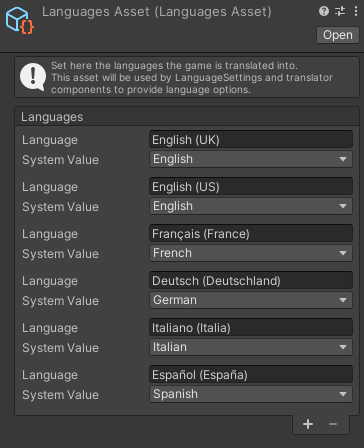 Languages Asset (Languages Asset)
Open
Set here the languages the game is translated into.
This asset will be used by LanguageSettings and translator
components to provide language options.
Languages
Language English (UK)
System Value English
Language English (US)
System Value English
Language Français (France)
System Value French
Language Deutsch (Deutschland)
System Value German
Language Italiano (Italia)
System Value Italian
Language Español (España)
System Value Spanish